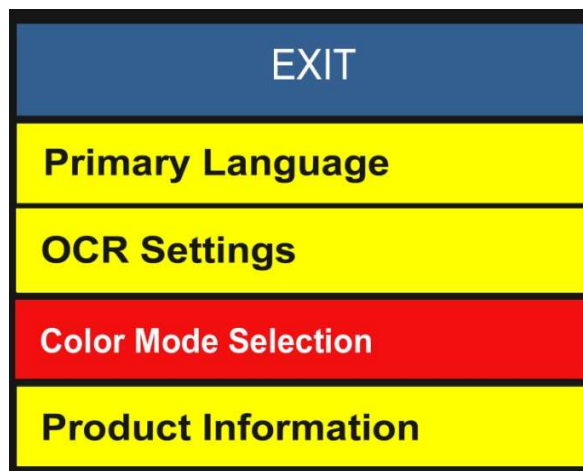 EXIT
Primary Language
OCR Settings
Color Mode Selection
Product Information